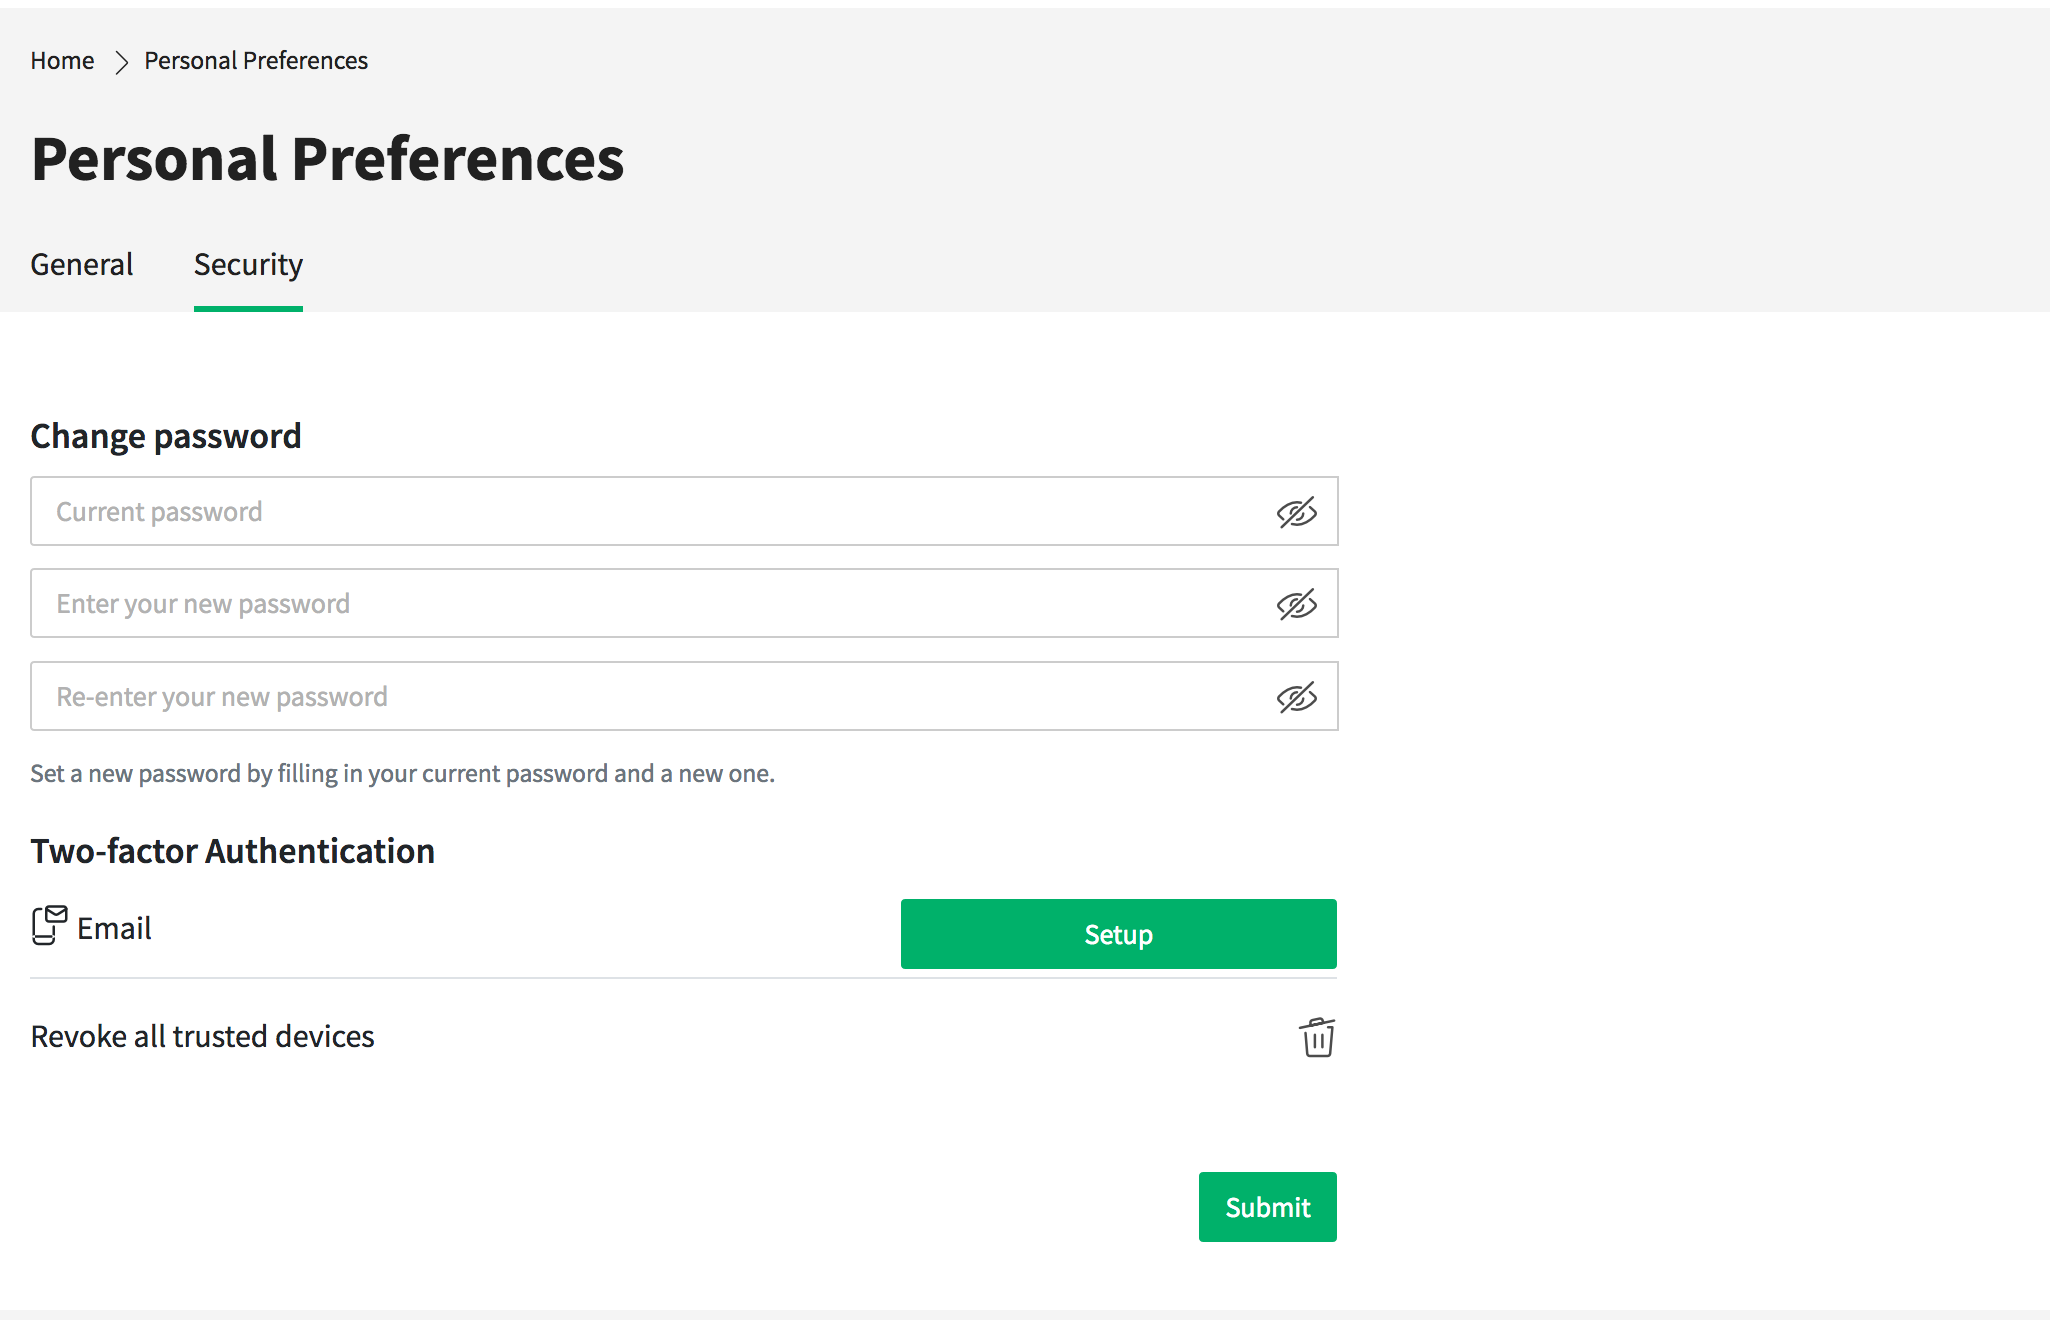 Home Personal Preferences
Personal Preferences
General Security
Change password
Current password
Enter your new password
Re-enter your new password
Set a new password by filling in your current password and a new one.
Two-factor Authentication
Email Setup
Revoke all trusted devices
Submit